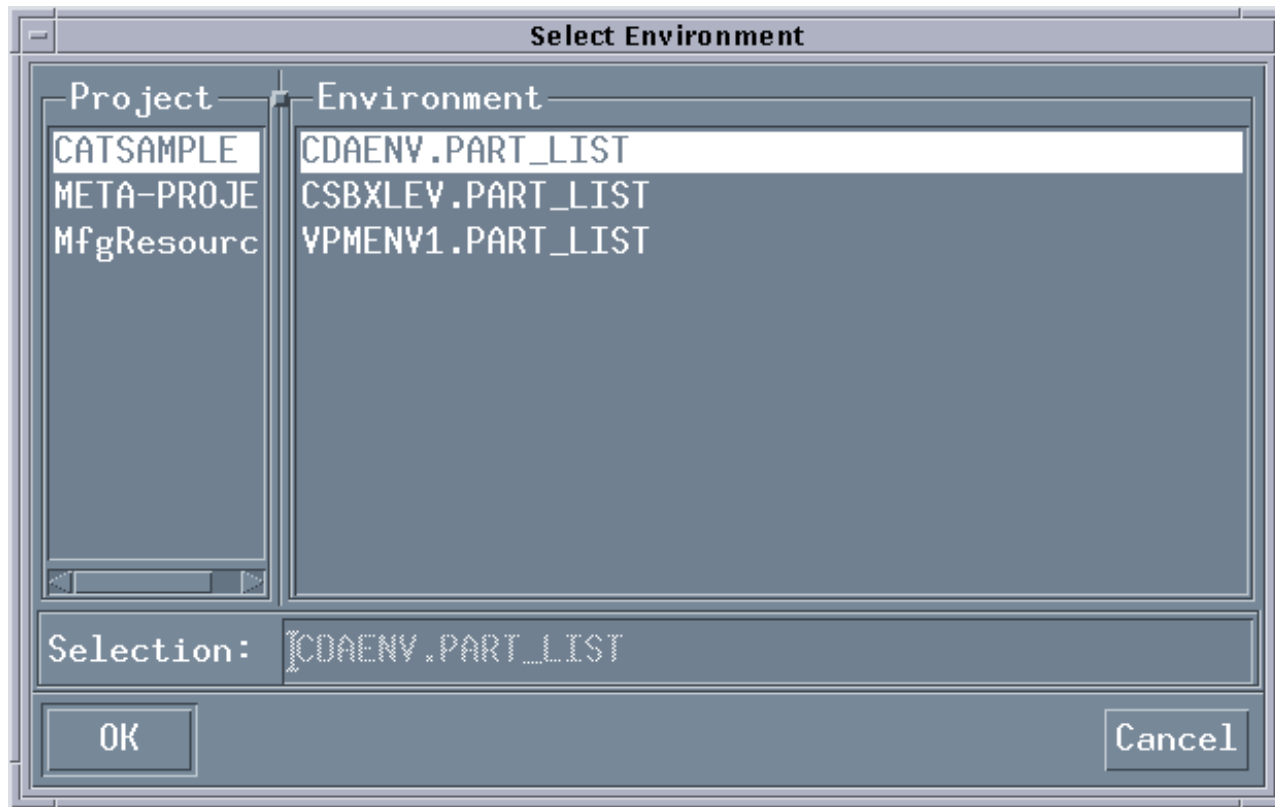 Select Environment
Project
Environment
CATSAMPLE
META-PROJE
MfgResourc
CDAENV.PART_LIST
CSBXLEV.PART_LIST
VPMENV1.PART_LIST
Selection: CDAENV.PART_LIST
OK
Cancel